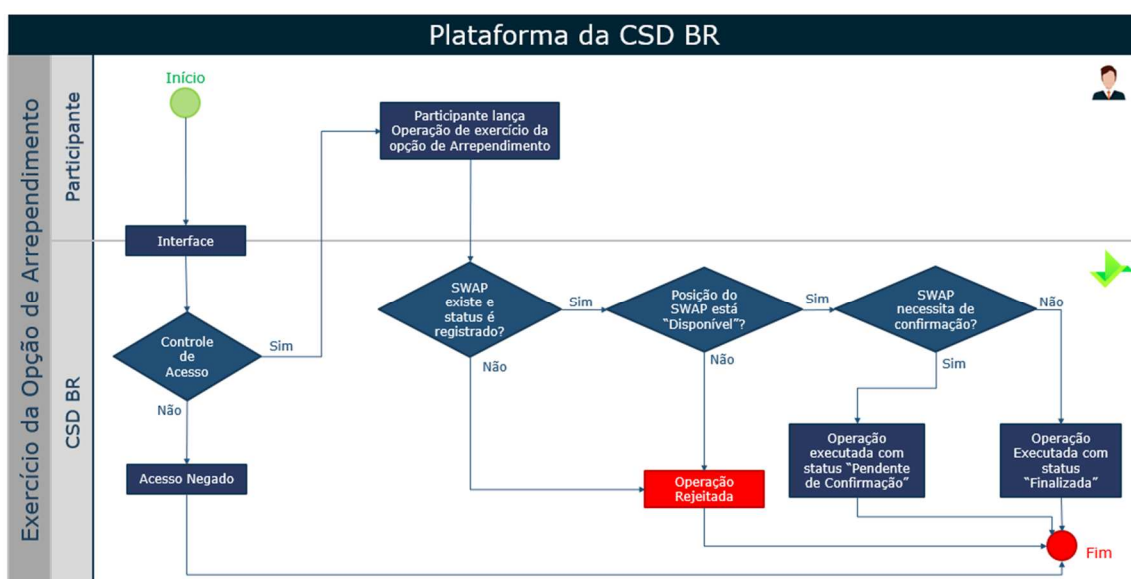 Plataforma da CSD BR
Exercício da Opção de Arrependimento
Participante
Início
Participante lança
Operação de exercício da
opção de Arrependimento
Interface
CSD BR
Controle
de
Acesso
Sim
Não
Acesso Negado
SWAP
existe e
status é
registrado?
Sim
Não
Posição do
SWAP está
“Disponível”?
Sim
Não
SWAP
necessita de
confirmação?
Não
Sim
Operação
Rejeitada
Operação
executada com
status “Pendente
de Confirmação”
Operação
Executada com
status
“Finalizada”
Fim